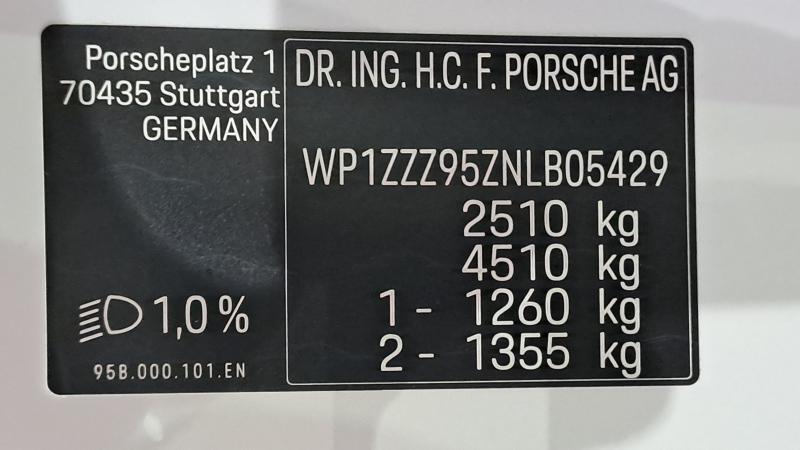 Porscheplatz 1
70435 Stuttgart
GERMANY
1,0 %
95B.000.101.EN
DR. ING. H.C. F. PORSCHE AG
WP1ZZZ95ZNLB05429
2510 kg
4510 kg
1 - 1260 kg
2 - 1355 kg